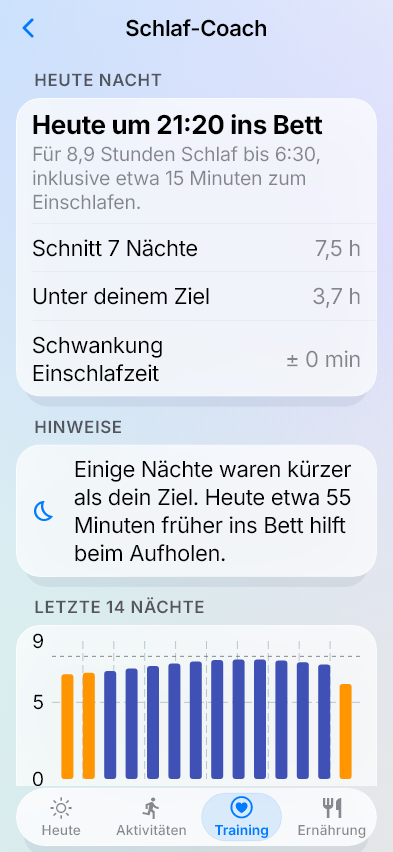 Schlaf-Coach
HEUTE NACHT
Heute um 21:20 ins Bett
Für 8,9 Stunden Schlaf bis 6:30,
inklusive etwa 15 Minuten zum
Einschlafen.
Schnitt 7 Nächte 7,5 h
Unter deinem Ziel 3,7 h
Schwankung
Einschlafzeit ± 0 min
HINWEISE
Einige Nächte waren kürzer
als dein Ziel. Heute etwa 55
Minuten früher ins Bett hilft
beim Aufholen.
LETZTE 14 NÄCHTE
9
5
0
Heute Aktivitäten Training Ernährung